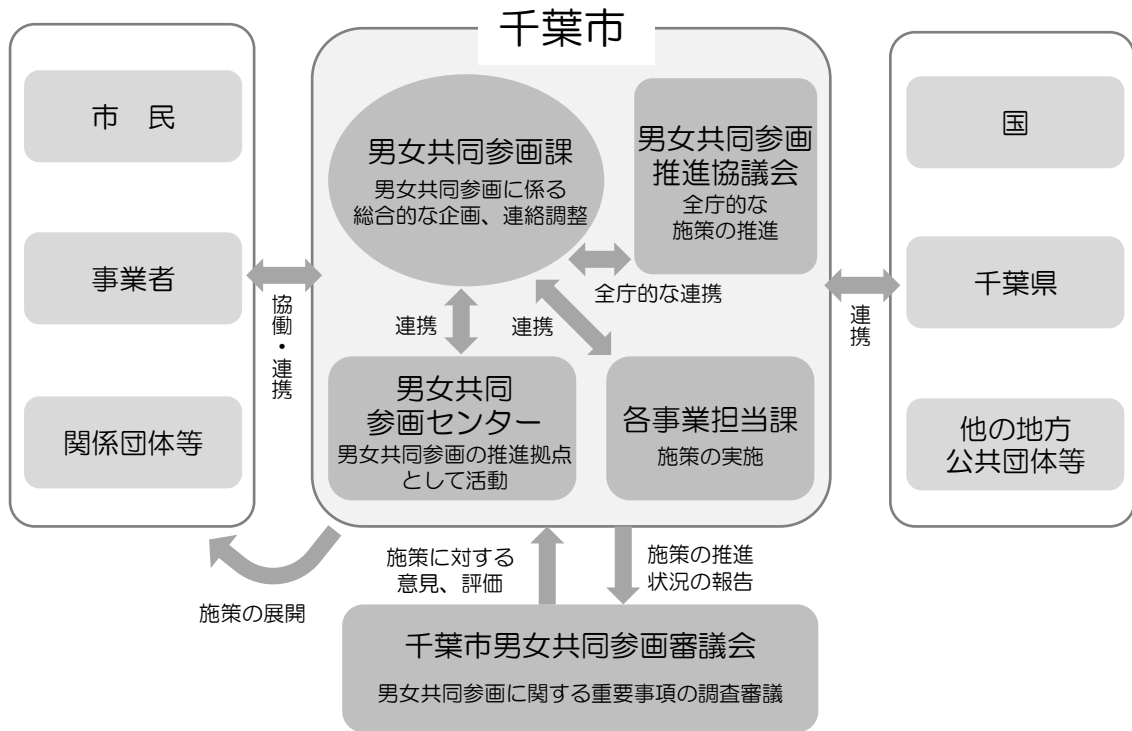 千葉市
市　民
事業者
関係団体等
協働・連携
男女共同参画課
男女共同参画に係る
総合的な企画、連絡調整
男女共同参画
推進協議会
全庁的な
施策の推進
全庁的な連携
連携
連携
男女共同
参画センター
男女共同参画の推進拠点
として活動
各事業担当課
施策の実施
連携
国
千葉県
他の地方
公共団体等
施策の展開
施策に対する
意見、評価
施策の推進
状況の報告
千葉市男女共同参画審議会
男女共同参画に関する重要事項の調査審議